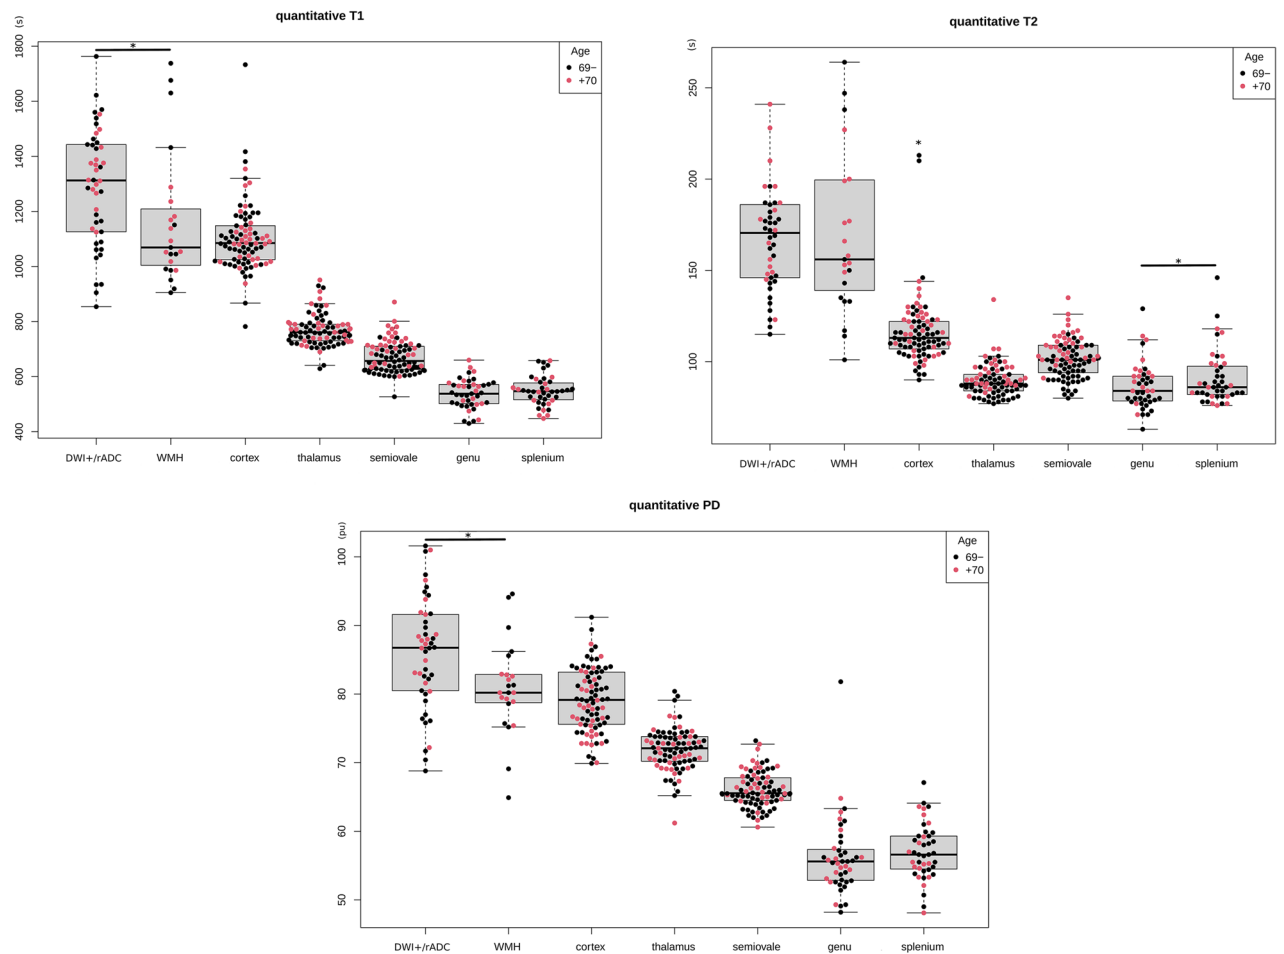 quantitative T1
(s)
1800
1600
1400
1200
1000
800
600
400
*
Age
69−
+70
DWI+/rADC WMH cortex thalamus semiovale genu splenium
quantitative T2
(s)
250
200
150
100
*
*
Age
69−
+70
DWI+/rADC WMH cortex thalamus semiovale genu splenium
quantitative PD
(pu)
100
90
80
70
60
50
*
Age
69−
+70
DWI+/rADC WMH cortex thalamus semiovale genu splenium